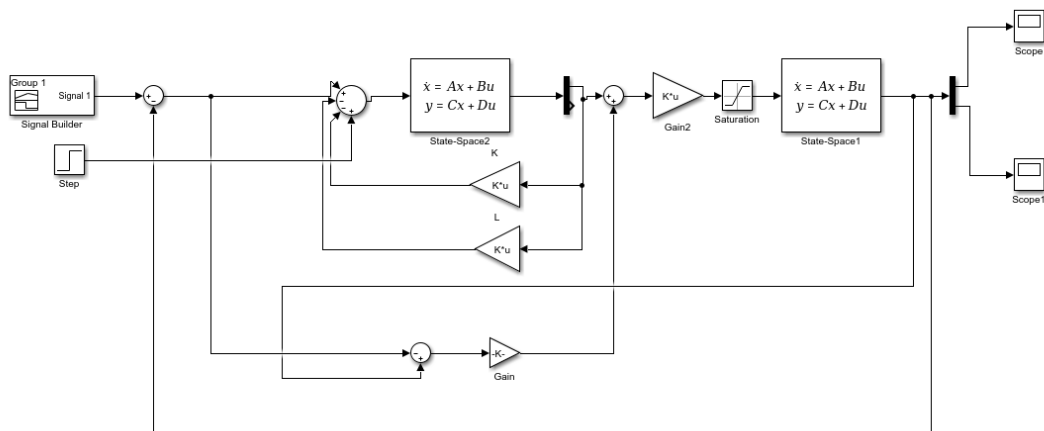 Group 1
Signal 1
Signal Builder
Step
ẋ = Ax + Bu
y = Cx + Du
State-Space2
K
K*u
L
K*u
K*u
Gain2
Saturation
ẋ = Ax + Bu
y = Cx + Du
State-Space1
Scope
Scope1
-K-
Gain